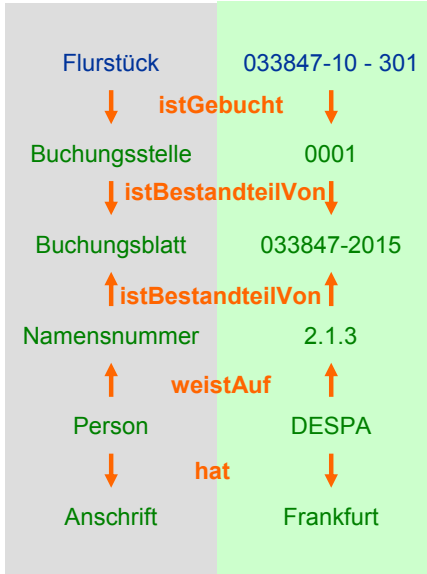 Flurstück 033847-10 - 301
istGebucht
Buchungsstelle 0001
istBestandteilVon
Buchungsblatt 033847-2015
istBestandteilVon
Namensnummer 2.1.3
weistAuf
Person DESPA
hat
Anschrift Frankfurt